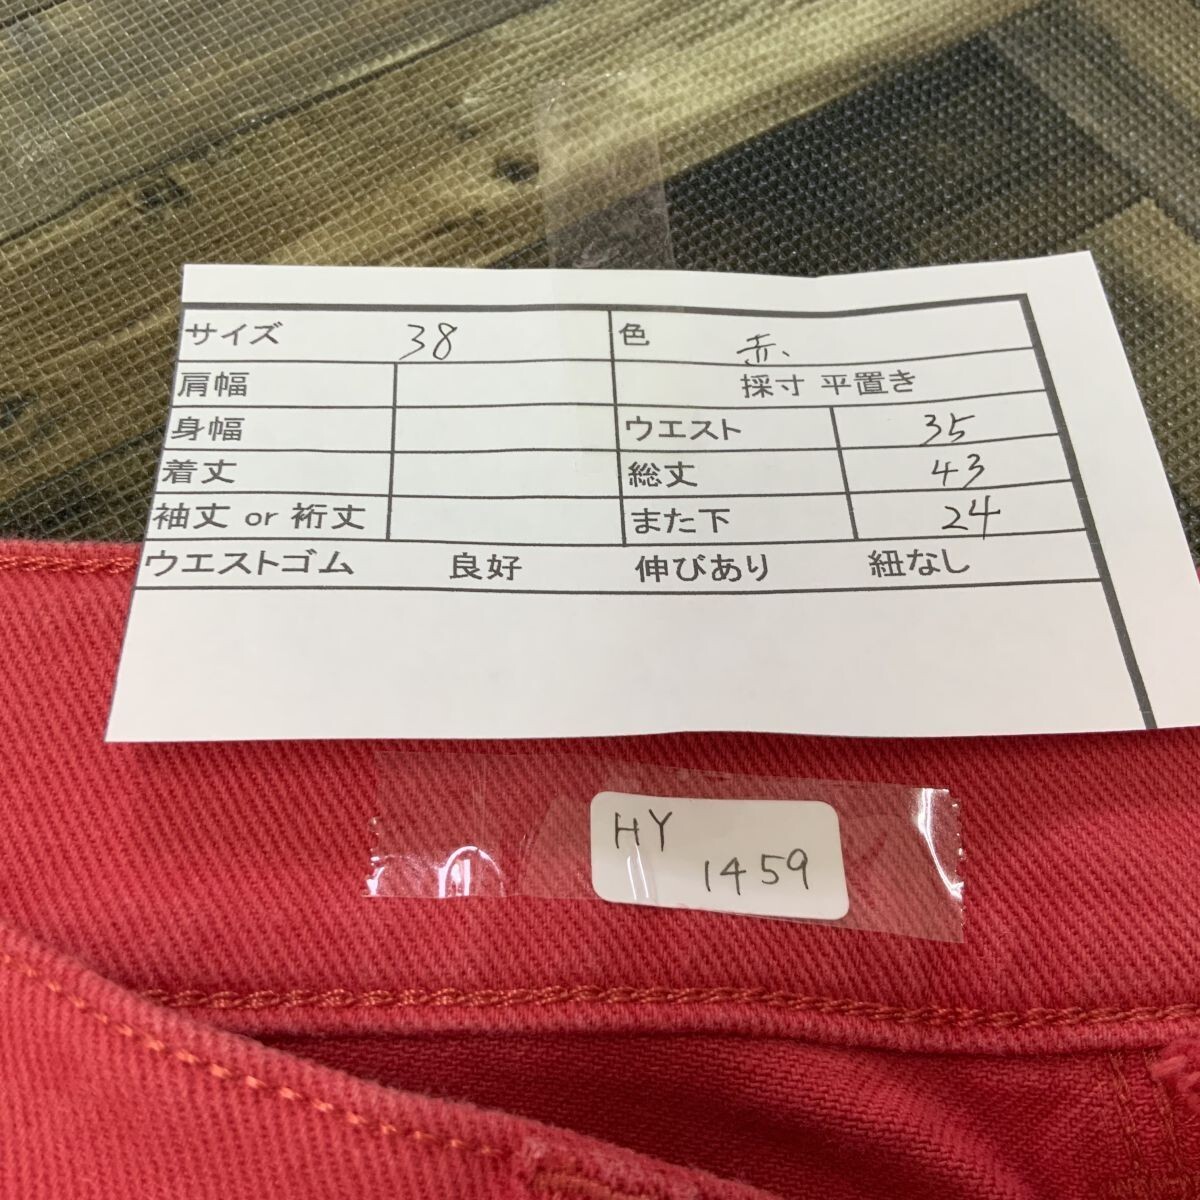 サイズ 38 色 赤、
肩幅 採寸 平置き
身幅 ウエスト 35
着丈 総丈 43
袖丈 or 裄丈 また下 24
ウエストゴム 良好 伸びあり 紐なし
HY
1459